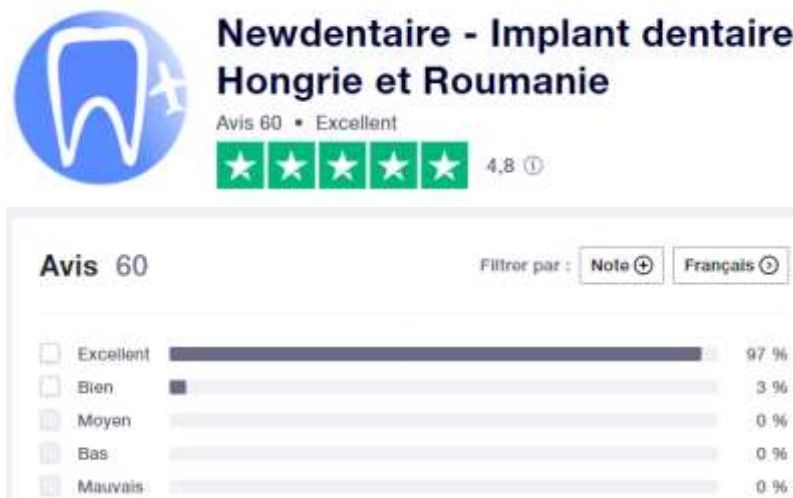 Newdentaire - Implant dentaire
Hongrie et Roumanie
Avis 60 • Excellent
4,8
Avis 60
Filtrer par : Note Français
Excellent 97 %
Bien 3 %
Moyen 0 %
Bas 0 %
Mauvais 0 %